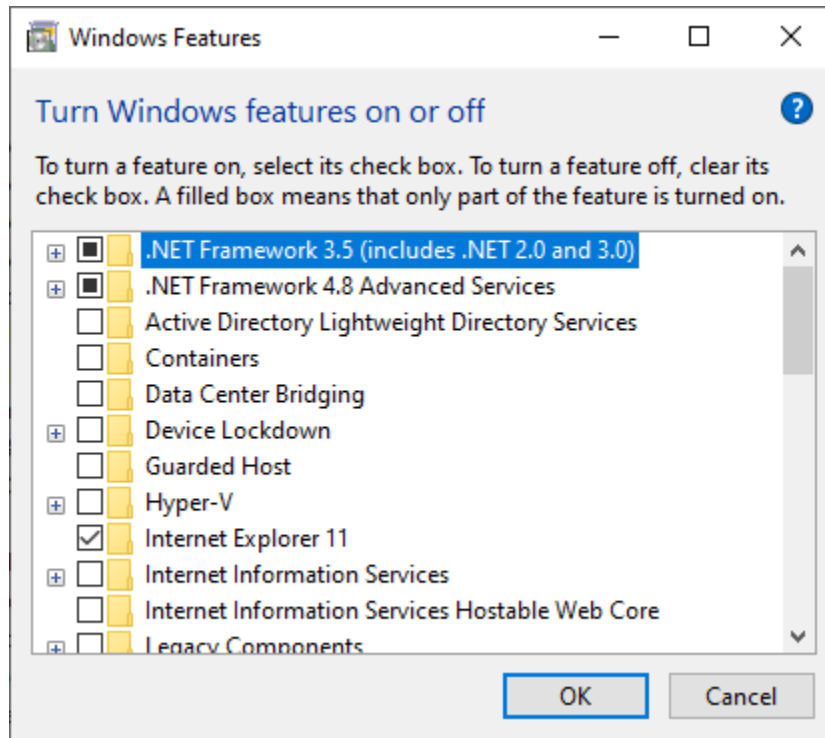 Windows Features
Turn Windows features on or off
To turn a feature on, select its check box. To turn a feature off, clear its
check box. A filled box means that only part of the feature is turned on.
.NET Framework 3.5 (includes .NET 2.0 and 3.0)
.NET Framework 4.8 Advanced Services
Active Directory Lightweight Directory Services
Containers
Data Center Bridging
Device Lockdown
Guarded Host
Hyper-V
Internet Explorer 11
Internet Information Services
Internet Information Services Hostable Web Core
Legacy Components
OK
Cancel